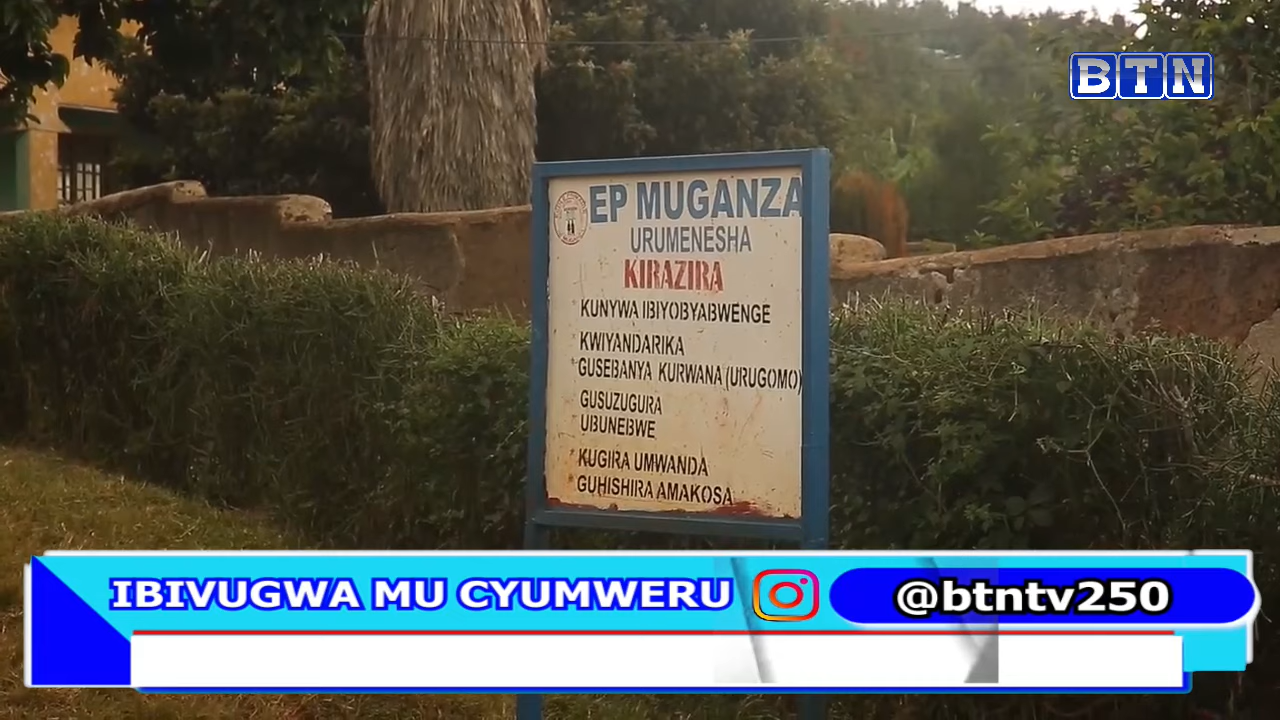 BTN
EP MUGANZA
URUMENESHA
KIRAZIRA
KUNYWA IBIYOBYABWENGE
KWIYANDARIKA
GUSEBANYA KURWANA (URUGOMO)
GUSUZUGURA
UBUNEBWE
KUGIRA UMWANDA
GUHISHIRA AMAKOSA
IBIVUGWA MU CYUMWERU
@btntv250